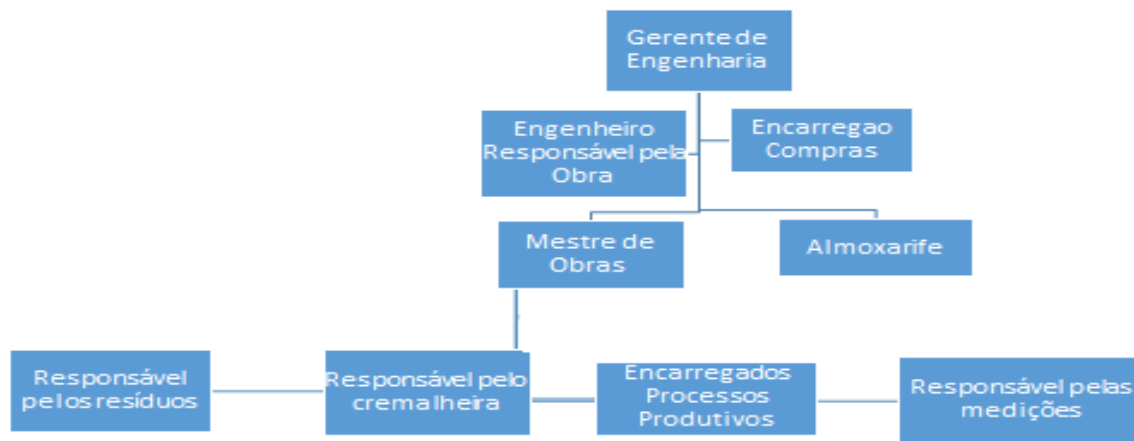 Gerente de
Engenharia
Engenheiro
Responsável pela
Obra
Encarregao
Compras
Mestre de
Obras
Almoxarife
Responsável
pelos resíduos
Responsável pelo
cremalheira
Encarregados
Processos
Produtivos
Responsável pelas
medições